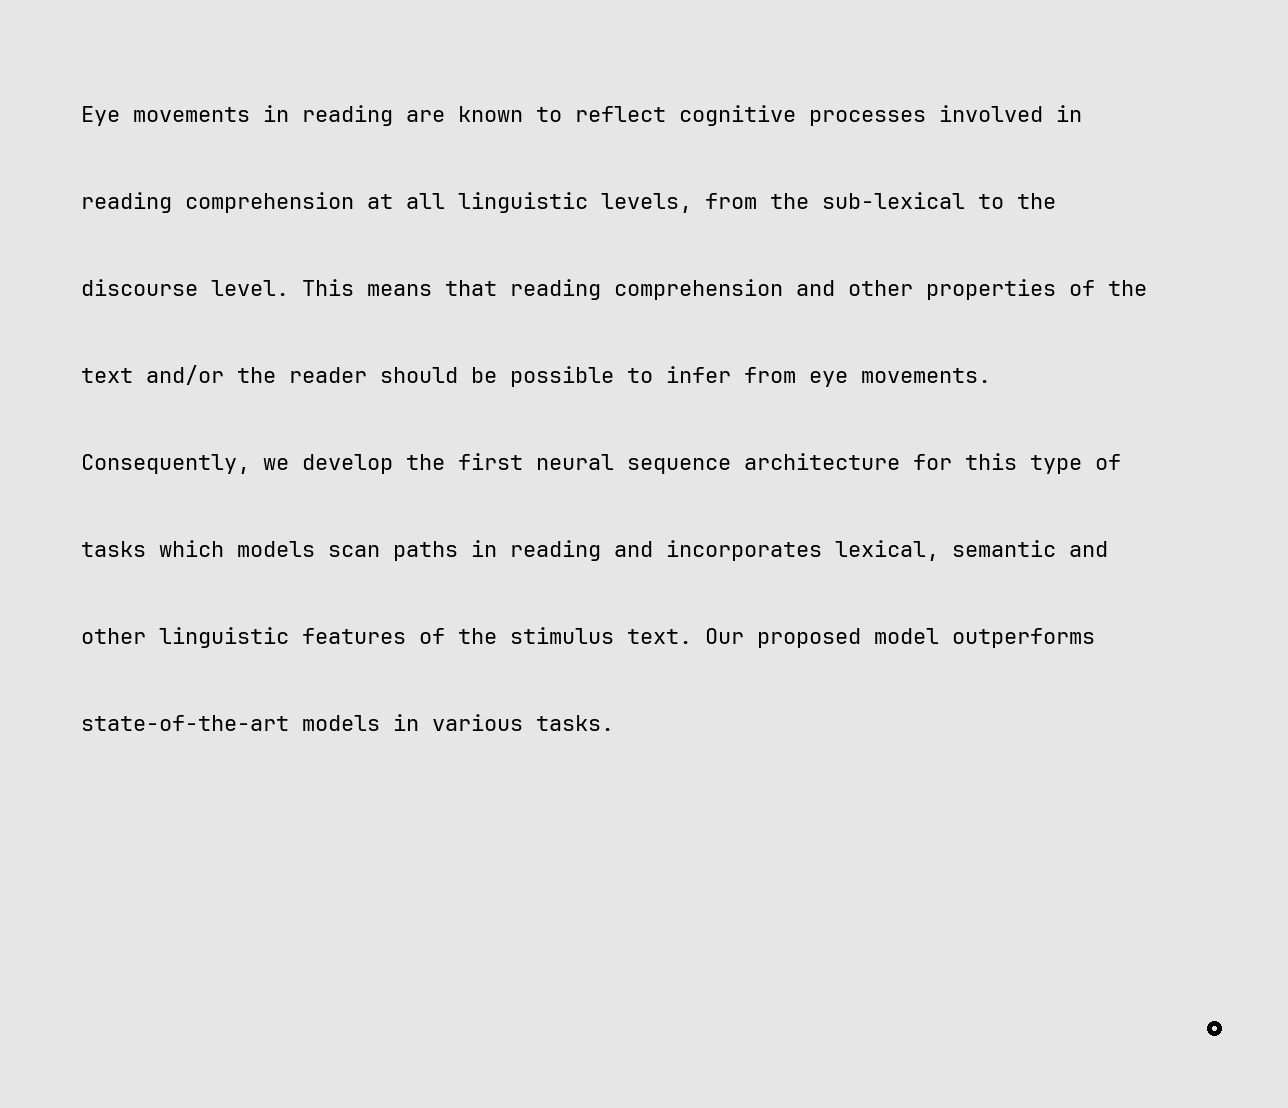 Eye movements in reading are known to reflect cognitive processes involved in
reading comprehension at all linguistic levels, from the sub-lexical to the
discourse level. This means that reading comprehension and other properties of the
text and/or the reader should be possible to infer from eye movements.
Consequently, we develop the first neural sequence architecture for this type of
tasks which models scan paths in reading and incorporates lexical, semantic and
other linguistic features of the stimulus text. Our proposed model outperforms
state-of-the-art models in various tasks.